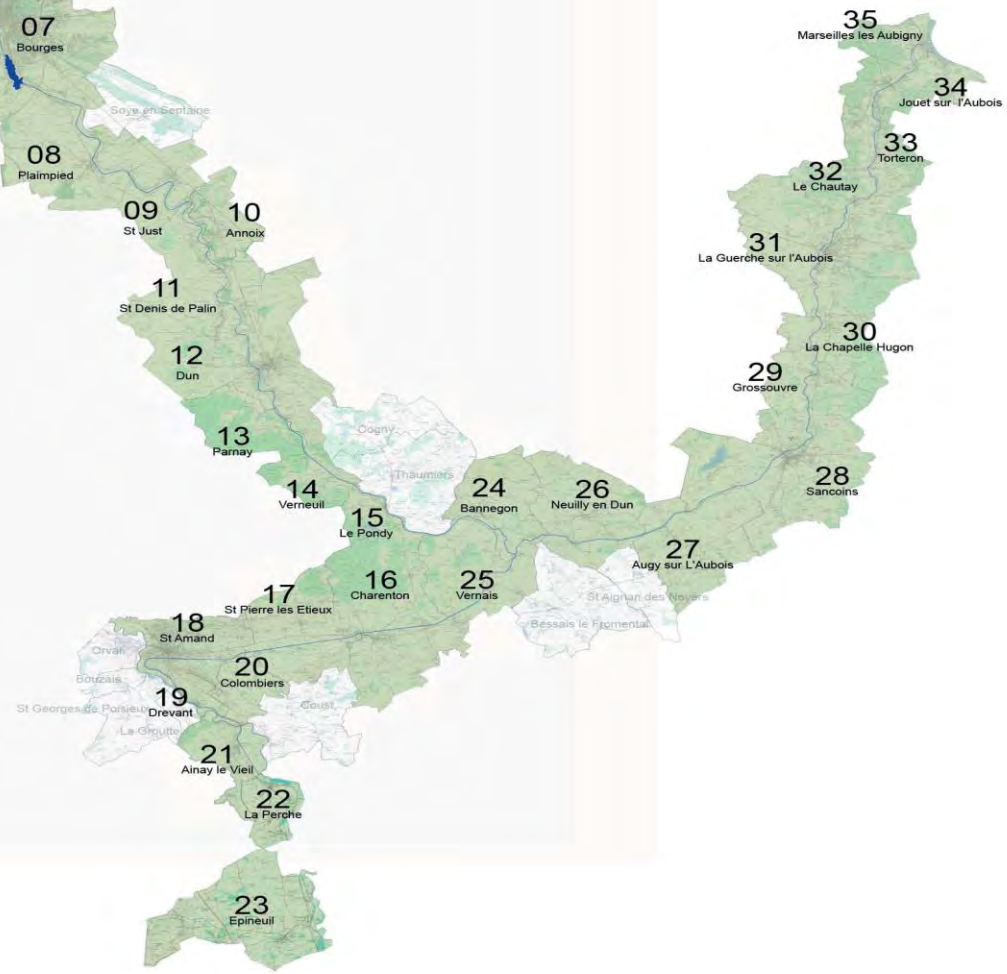 07
Bourges
Soye en Septaine
08
Plaimpied
09
St Just
10
Annoix
11
St Denis de Palin
12
Dun
13
Parnay
14
Verneuil
15
Le Pondy
16
Charenton
17
St Pierre les Etieux
18
St Amand
Orval
Bouzais
St Georges de Poisieux
La Groutte
19
Drevant
20
Colombiers
Coust
21
Ainay le Vieil
22
La Perche
23
Epineuil
Cogny
Thaumiers
24
Bannegon
25
Vernais
26
Neuilly en Dun
27
Augy sur L'Aubois
St Aignan des Noyers
Bessais le Fromental
28
Sancoins
29
Grossouvre
30
La Chapelle Hugon
31
La Guerche sur l'Aubois
32
Le Chautay
33
Torteron
34
Jouet sur l'Aubois
35
Marseilles les Aubigny